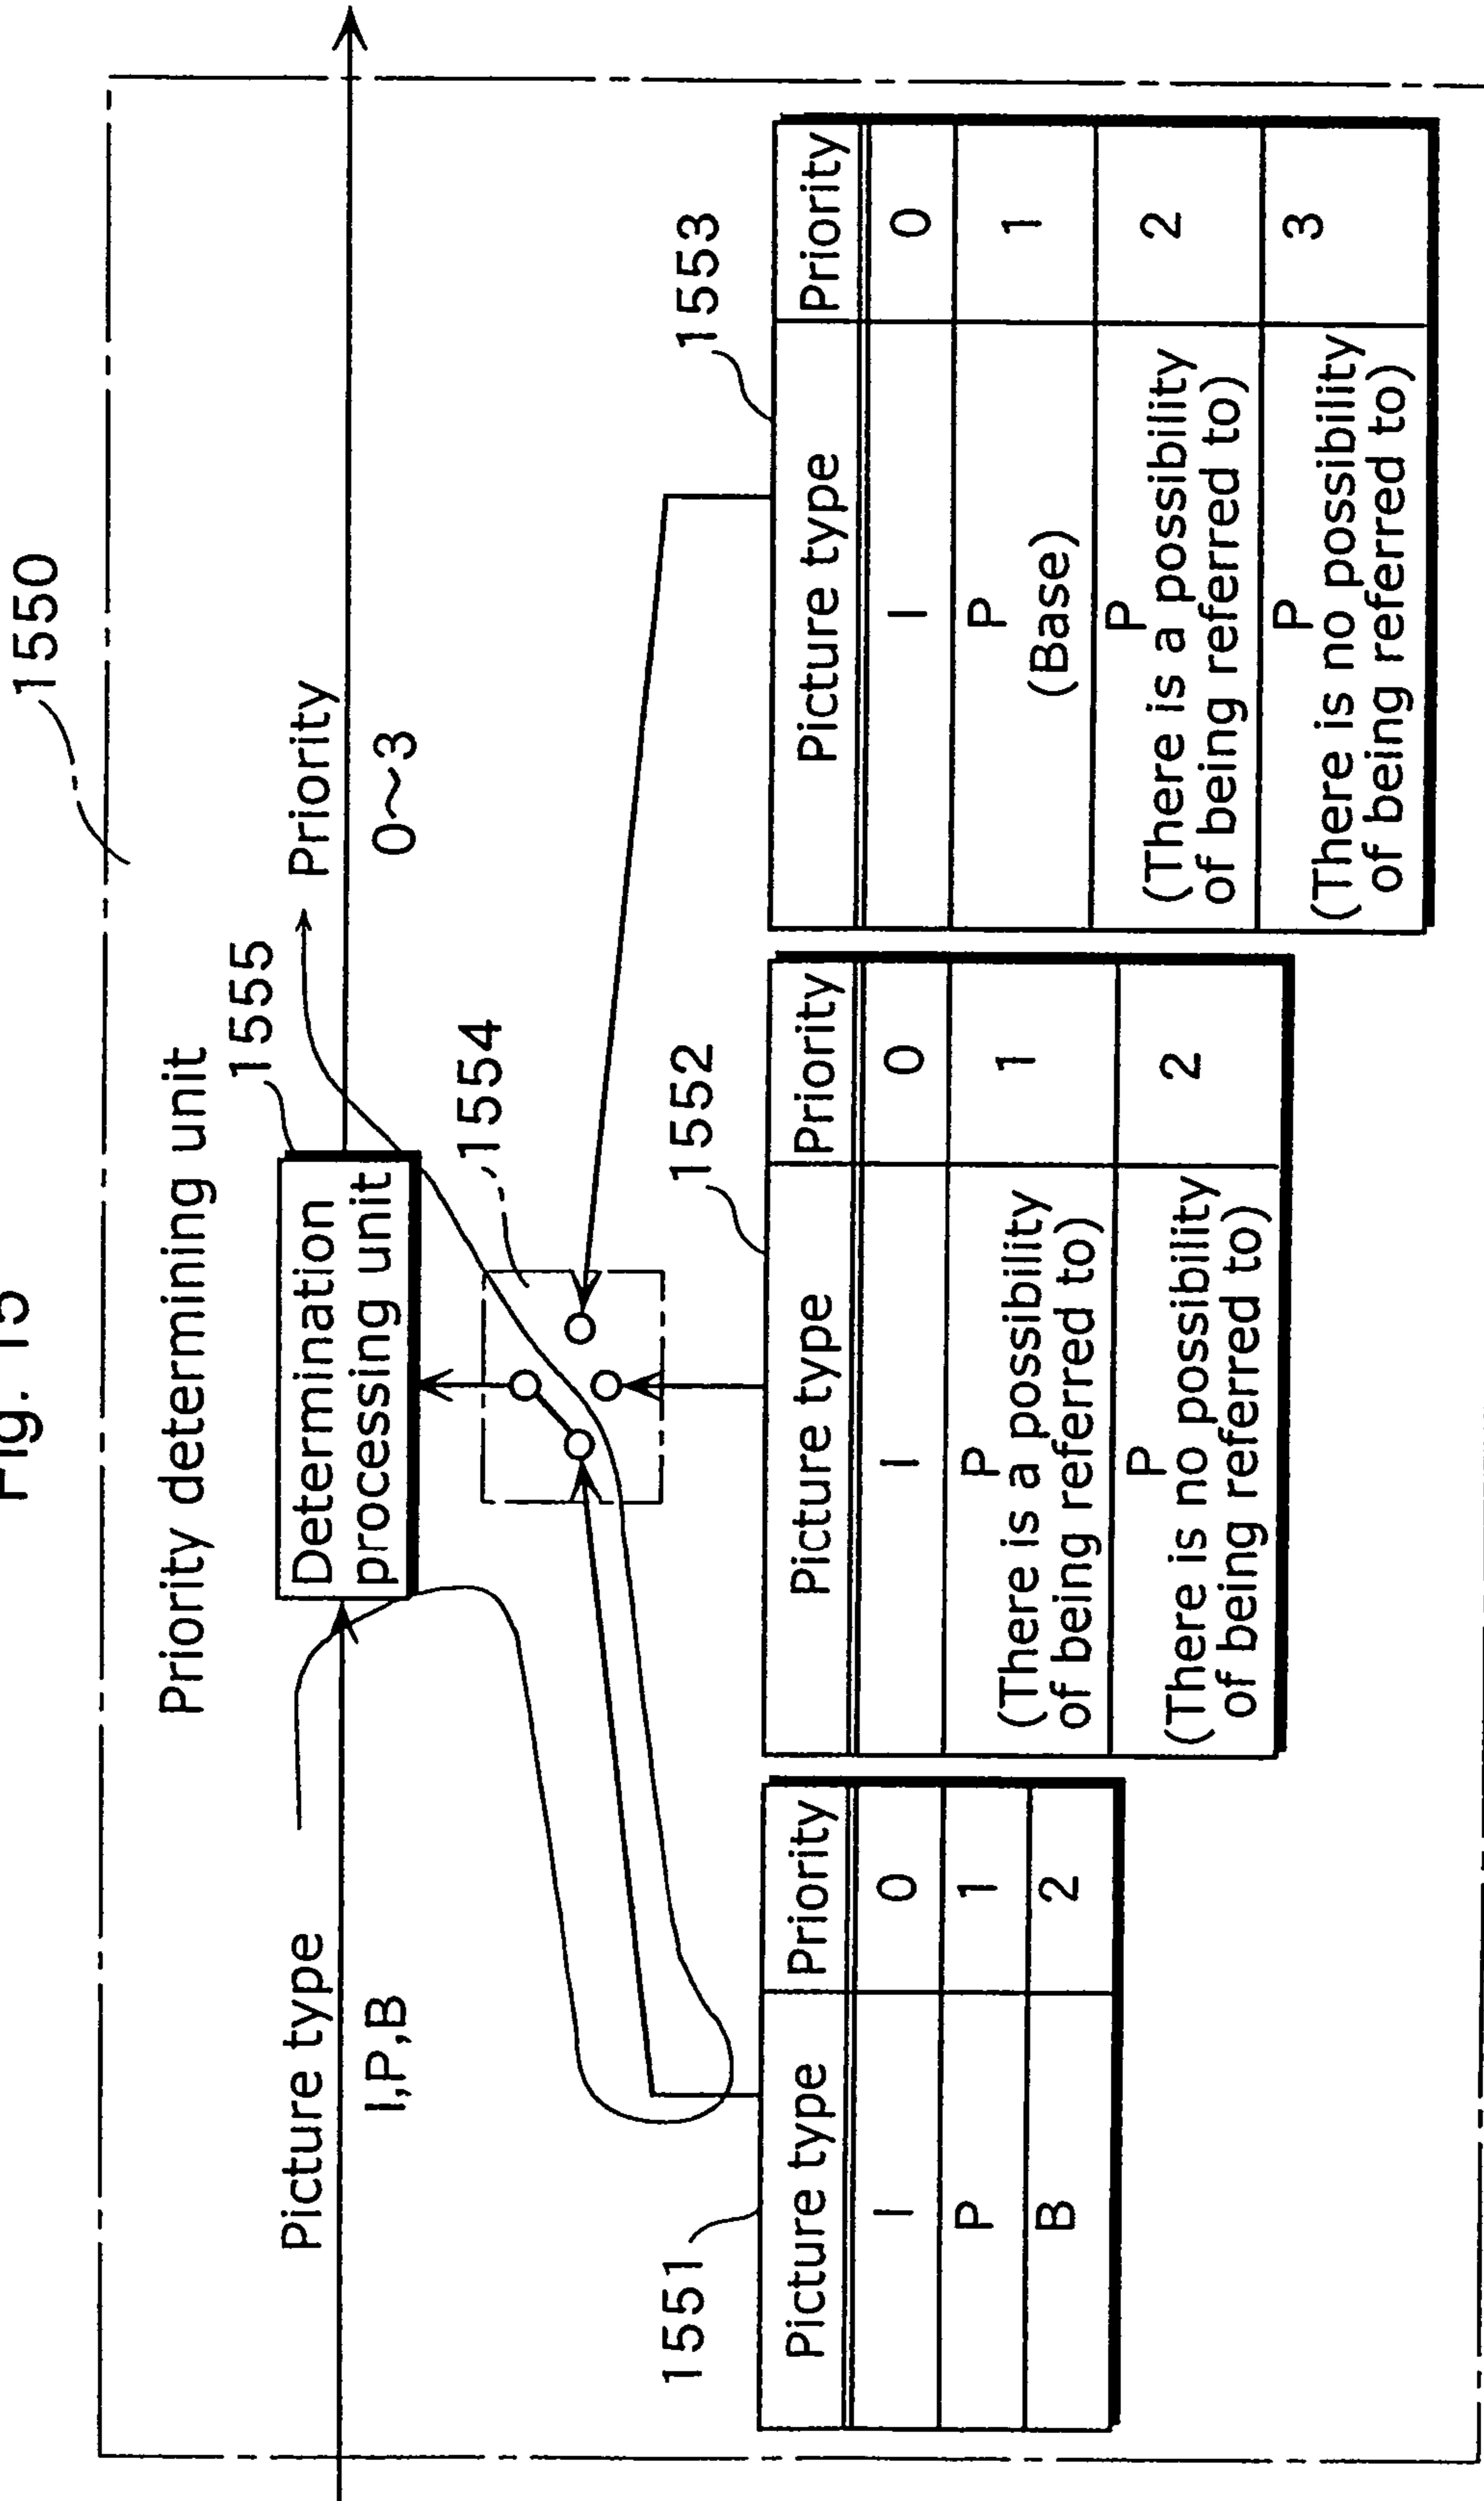 1550
Priority determining unit
1555
Picture type
I,P,B
Determination
processing unit
Priority
0~3
1554
1551
Picture type Priority
I 0
P 1
B 2
1552
Picture type Priority
I 0
P
(There is a possibility
of being referred to) 1
P
(There is no possibility
of being referred to) 2
1553
Picture type Priority
I 0
P
(Base) 1
P
(There is a possibility
of being referred to) 2
P
(There is no possibility
of being referred to) 3